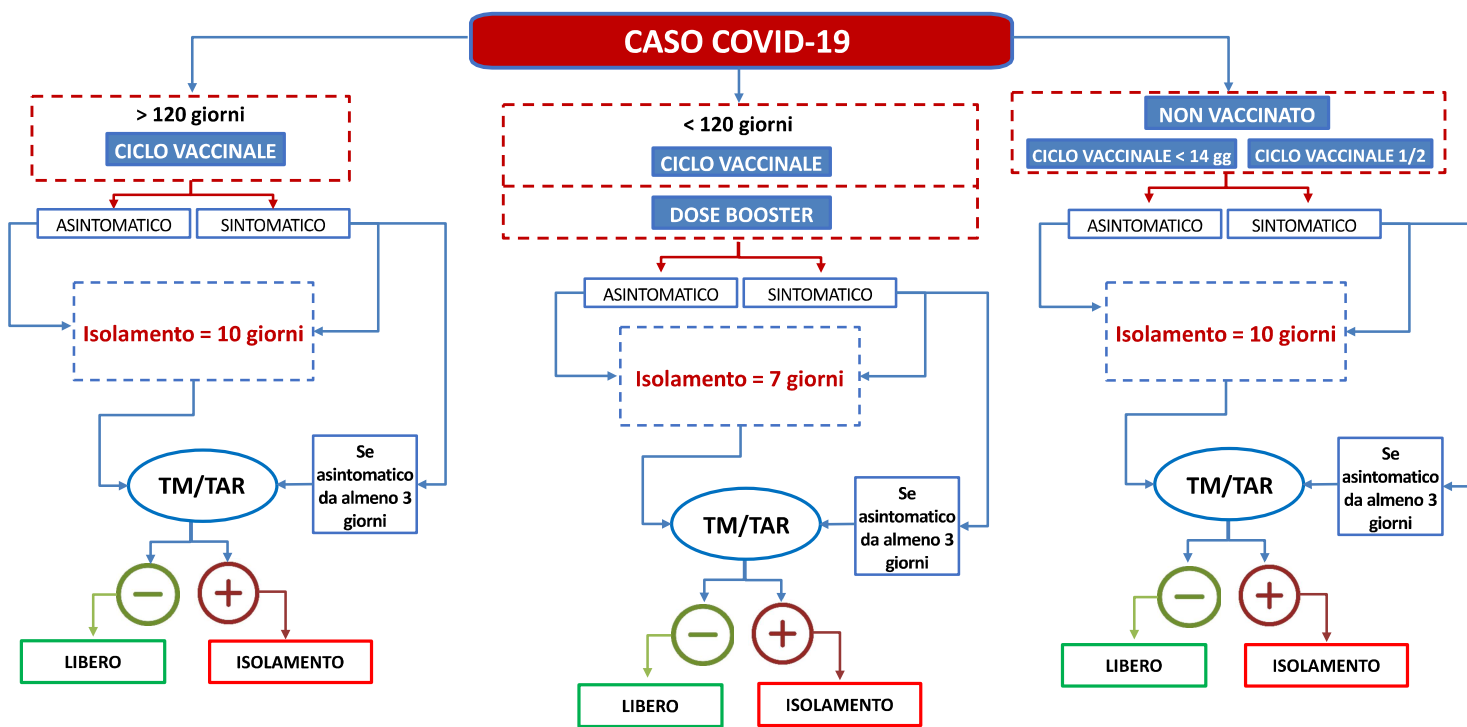 CASO COVID-19
> 120 giorni
CICLO VACCINALE
ASINTOMATICO
SINTOMATICO
Isolamento = 10 giorni
TM/TAR
Se
asintomatico
da almeno 3
giorni
LIBERO
ISOLAMENTO
< 120 giorni
CICLO VACCINALE
DOSE BOOSTER
ASINTOMATICO
SINTOMATICO
Isolamento = 7 giorni
TM/TAR
Se
asintomatico
da almeno 3
giorni
LIBERO
ISOLAMENTO
NON VACCINATO
CICLO VACCINALE < 14 gg
CICLO VACCINALE 1/2
ASINTOMATICO
SINTOMATICO
Isolamento = 10 giorni
TM/TAR
Se
asintomatico
da almeno 3
giorni
LIBERO
ISOLAMENTO